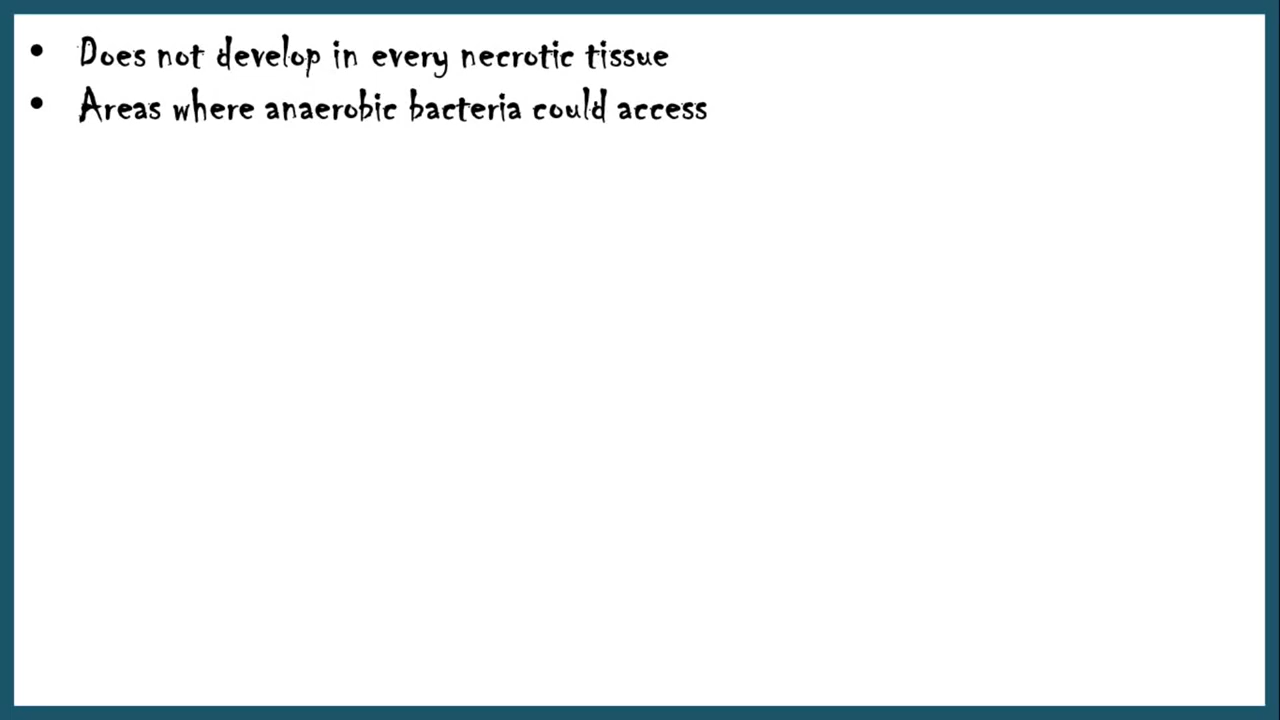 • Does not develop in every necrotic tissue
• Areas where anaerobic bacteria could access